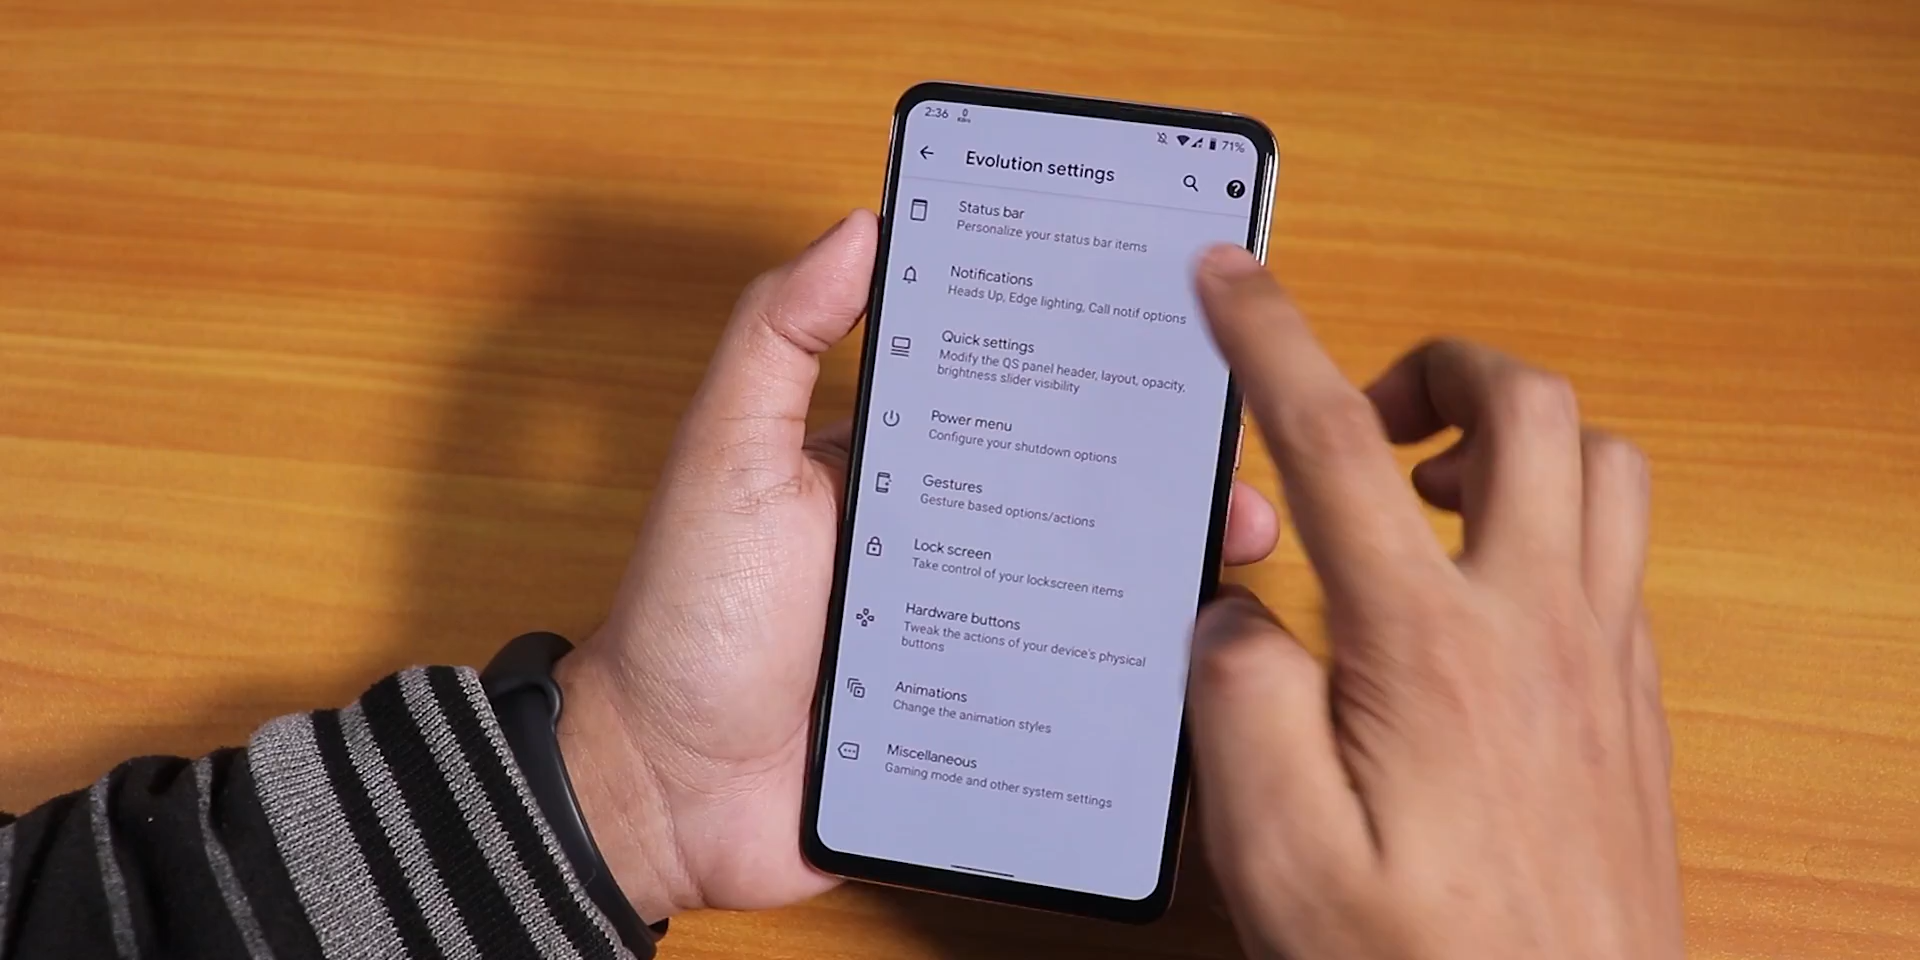 2:36 0 KB/s 71%
Evolution settings
Status bar
Personalize your status bar items
Notifications
Heads Up, Edge lighting, Call notif options
Quick settings
Modify the QS panel header, layout, opacity,
brightness slider visibility
Power menu
Configure your shutdown options
Gestures
Gesture based options/actions
Lock screen
Take control of your lockscreen items
Hardware buttons
Tweak the actions of your device's physical
buttons
Animations
Change the animation styles
Miscellaneous
Gaming mode and other system settings